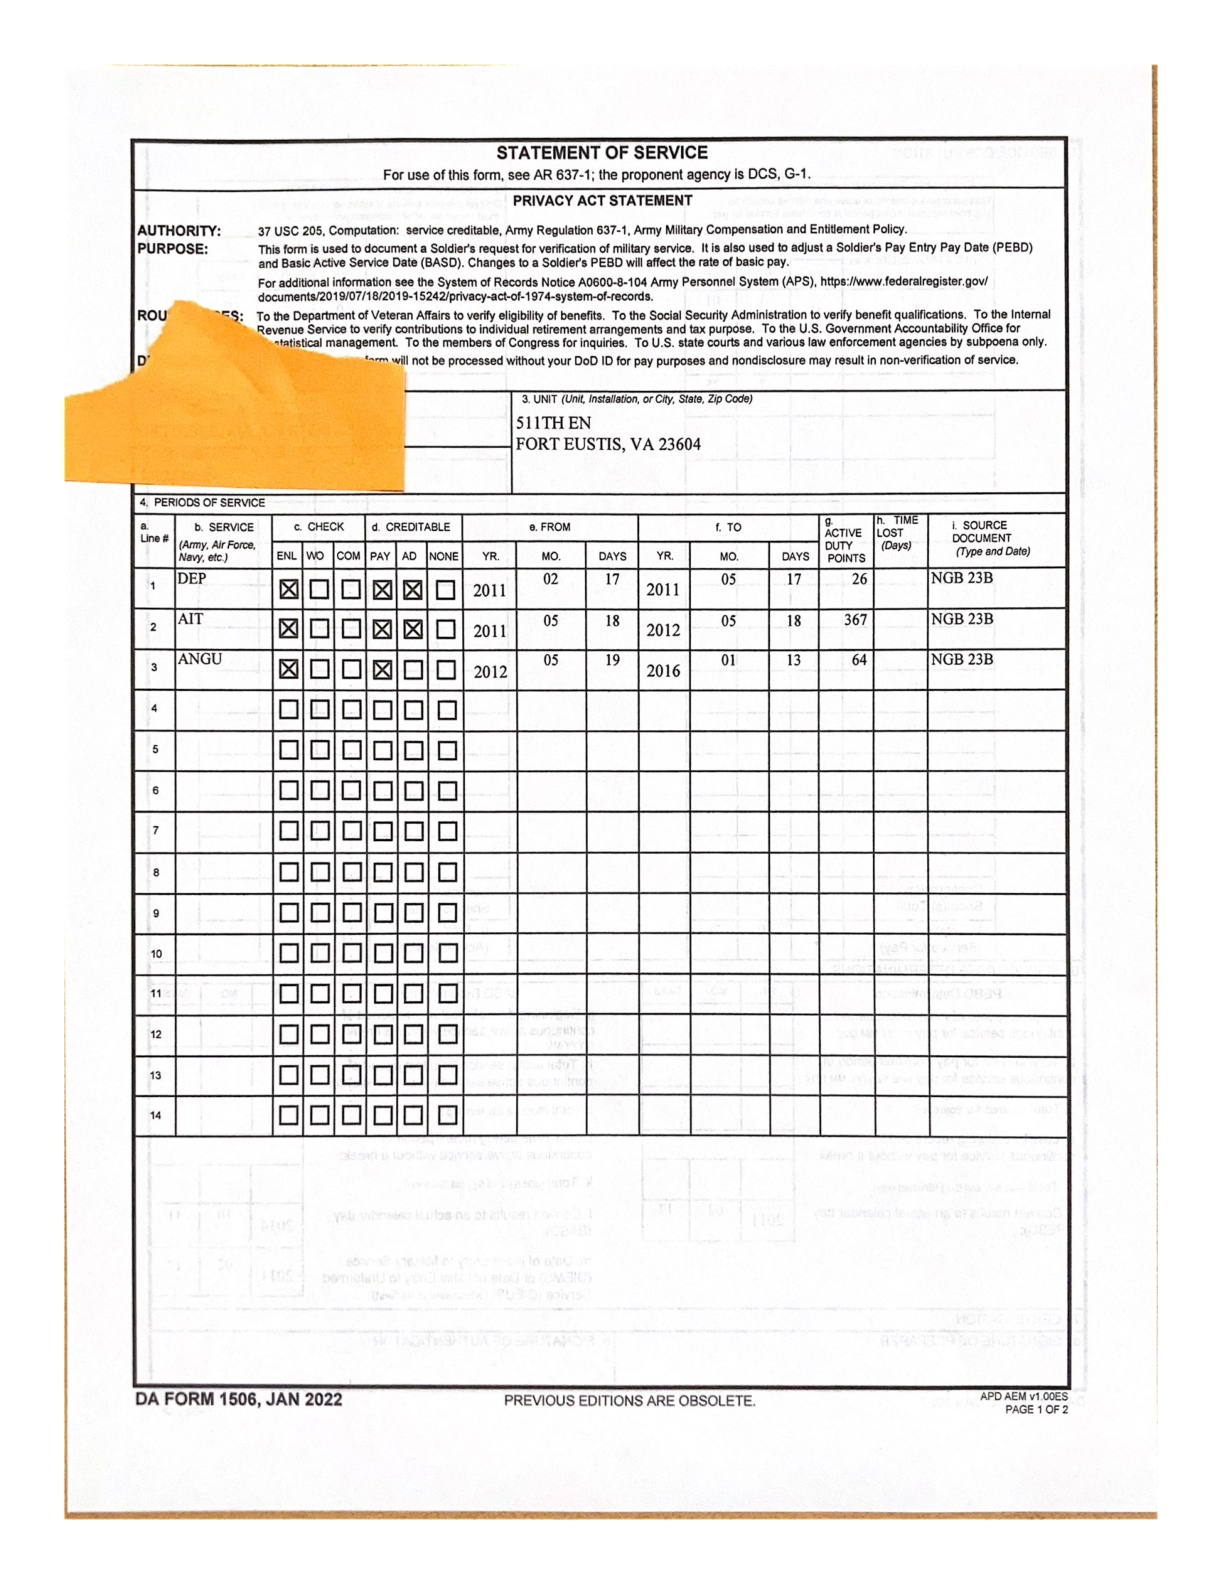 STATEMENT OF SERVICE
For use of this form, see AR 637-1; the proponent agency is DCS, G-1.
PRIVACY ACT STATEMENT
AUTHORITY: 37 USC 205, Computation: service creditable, Army Regulation 637-1, Army Military Compensation and Entitlement Policy.
PURPOSE: This form is used to document a Soldier's request for verification of military service. It is also used to adjust a Soldier's Pay Entry Pay Date (PEBD)
and Basic Active Service Date (BASD). Changes to a Soldier's PEBD will affect the rate of basic pay.
For additional information see the System of Records Notice A0600-8-104 Army Personnel System (APS), https://www.federalregister.gov/
documents/2019/07/18/2019-15242/privacy-act-of-1974-system-of-records.
To the Department of Veteran Affairs to verify eligibility of benefits. To the Social Security Administration to verify benefit qualifications. To the Internal
Revenue Service to verify contributions to individual retirement arrangements and tax purpose. To the U.S. Government Accountability Office for
management. To the members of Congress for inquiries. To U.S. state courts and various law enforcement agencies by subpoena only.
will not be processed without your DoD ID for pay purposes and nondisclosure may result in non-verification of service.
3. UNIT (Unit, Installation, or City, State, Zip Code)
511TH EN
FORT EUSTIS, VA 23604
4. PERIODS OF SERVICE
a. Line # b. SERVICE (Army, Air Force, Navy, etc.) c. CHECK d. CREDITABLE e. FROM f. TO g. ACTIVE DUTY POINTS h. TIME LOST (Days) i. SOURCE DOCUMENT (Type and Date)
ENL WO COM PAY AD NONE YR. MO. DAYS YR. MO. DAYS
1 DEP 2011 02 17 2011 05 17 26 NGB 23B
2 AIT 2011 05 18 2012 05 18 367 NGB 23B
3 ANGU 2012 05 19 2016 01 13 64 NGB 23B
4
5
6
7
8
9
10
11
12
13
14
DA FORM 1506, JAN 2022 PREVIOUS EDITIONS ARE OBSOLETE. APD AEM v1.00ES
PAGE 1 OF 2